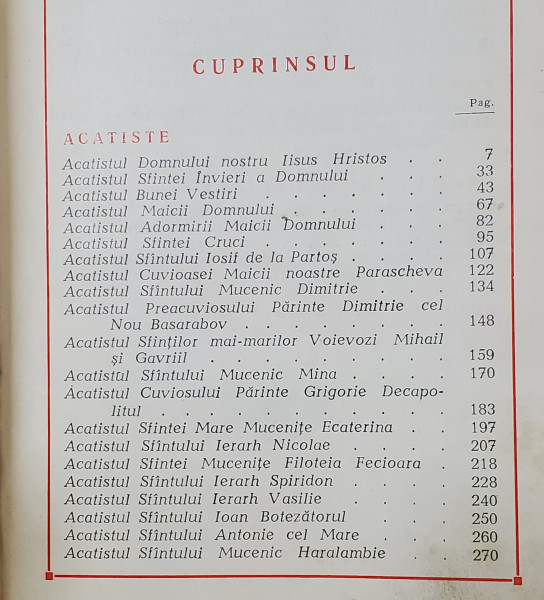 CUPRINSUL
Pag.
ACATISTE
Acatistul Domnului nostru Iisus Hristos . . 7
Acatistul Sfintei Învieri a Domnului . . . 33
Acatistul Bunei Vestiri . . . . . . 43
Acatistul Maicii Domnului . . . . . . 67
Acatistul Adormirii Maicii Domnului . . . 82
Acatistul Sfintei Cruci . . . . . . 95
Acatistul Sfîntului Iosif de la Partoș . . . . 107
Acatistul Cuvioasei Maicii noastre Parascheva 122
Acatistul Sfîntului Mucenic Dimitrie . . . 134
Acatistul Preacuviosului Părinte Dimitrie cel
Nou Basarabov . . . . . . . . 148
Acatistul Sfinților mai-marilor Voievozi Mihail
și Gavriil . . . . . . . . 159
Acatistul Sfîntului Mucenic Mina . . . . 170
Acatistul Cuviosului Părinte Grigorie Decapo-
litul . . . . . . . . . . . 183
Acatistul Sfintei Mare Mucenițe Ecaterina . . 197
Acatistul Sfîntului Ierarh Nicolae . . . . 207
Acatistul Sfintei Mucenițe Filoteia Fecioara . 218
Acatistul Sfîntului Ierarh Spiridon . . . . 228
Acatistul Sfîntului Ierarh Vasilie . . . . 240
Acatistul Sfîntului Ioan Botezătorul . . . 250
Acatistul Sfîntului Antonie cel Mare . . . 260
Acatistul Sfîntului Mucenic Haralambie . . 270